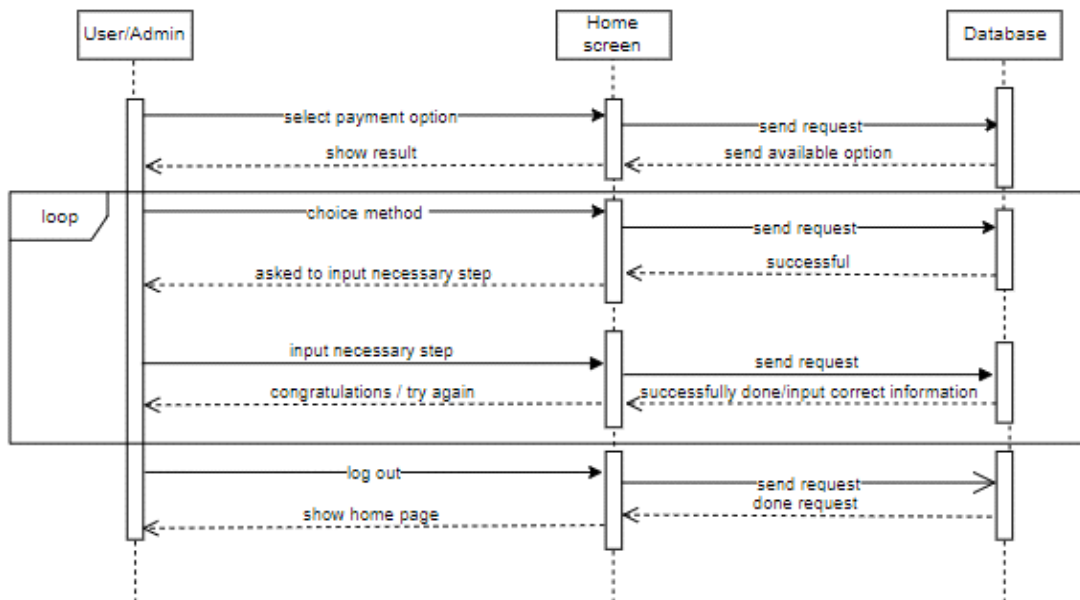 User/Admin
Home
screen
Database
select payment option
send request
show result
send available option
loop
choice method
send request
successful
asked to input necessary step
input necessary step
send request
congratulations / try again
successfully done/input correct information
log out
send request
done request
show home page